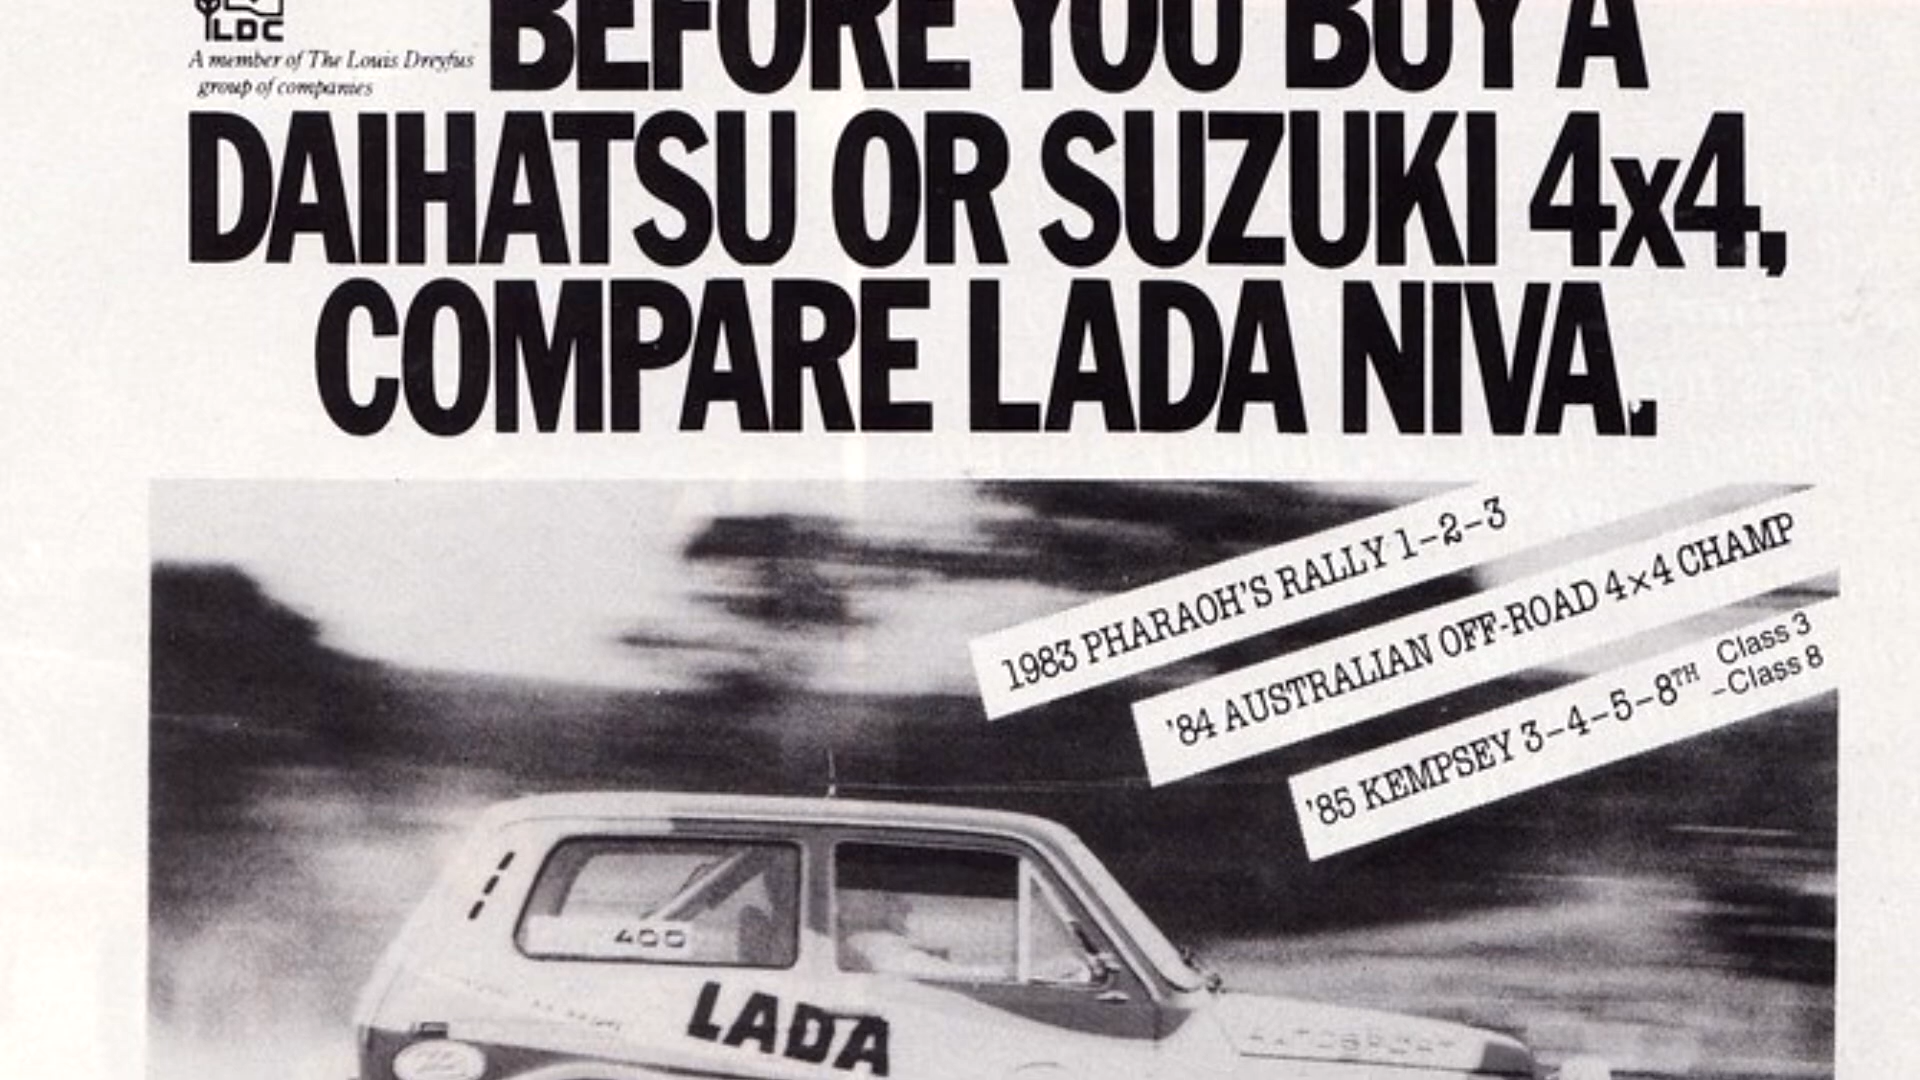 LDC
A member of The Louis Dreyfus
group of companies
BEFORE YOU BUY A
DAIHATSU OR SUZUKI 4x4,
COMPARE LADA NIVA.
1983 PHARAOH'S RALLY 1-2-3
'84 AUSTRALIAN OFF-ROAD 4×4 CHAMP
'85 KEMPSEY 3-4-5-8TH Class 3
-Class 8
400
LADA